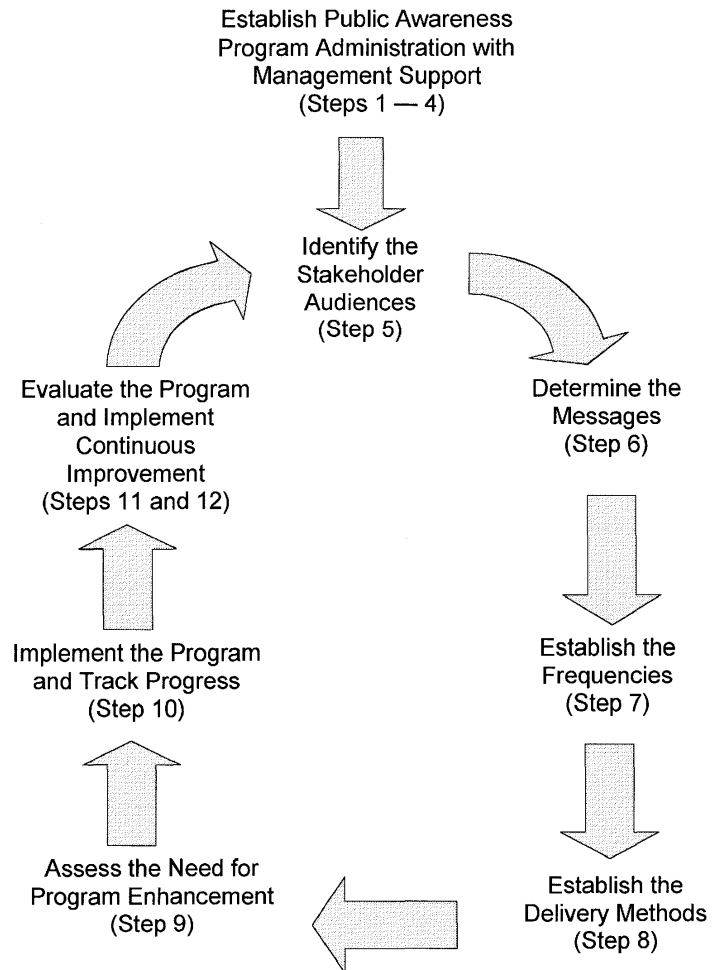 Establish Public Awareness
Program Administration with
Management Support
(Steps 1 — 4)
Identify the
Stakeholder
Audiences
(Step 5)
Determine the
Messages
(Step 6)
Establish the
Frequencies
(Step 7)
Establish the
Delivery Methods
(Step 8)
Assess the Need for
Program Enhancement
(Step 9)
Implement the Program
and Track Progress
(Step 10)
Evaluate the Program
and Implement
Continuous
Improvement
(Steps 11 and 12)